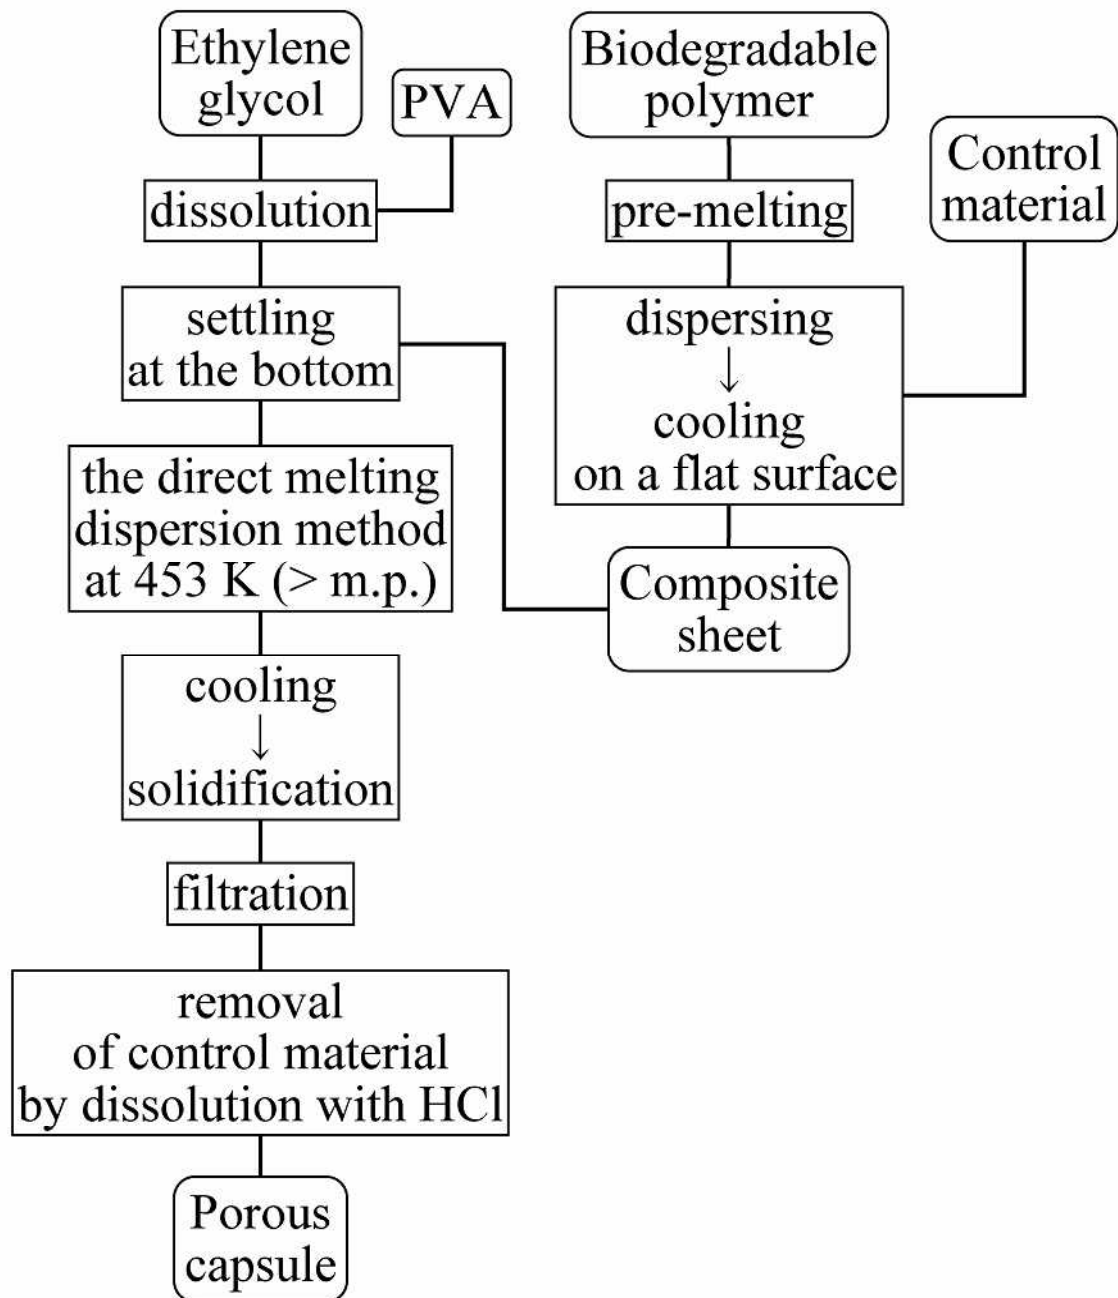 Ethylene
glycol
PVA
dissolution
settling
at the bottom
the direct melting
dispersion method
at 453 K (> m.p.)
cooling
↓
solidification
filtration
removal
of control material
by dissolution with HCl
Porous
capsule
Biodegradable
polymer
Control
material
pre-melting
dispersing
↓
cooling
on a flat surface
Composite
sheet